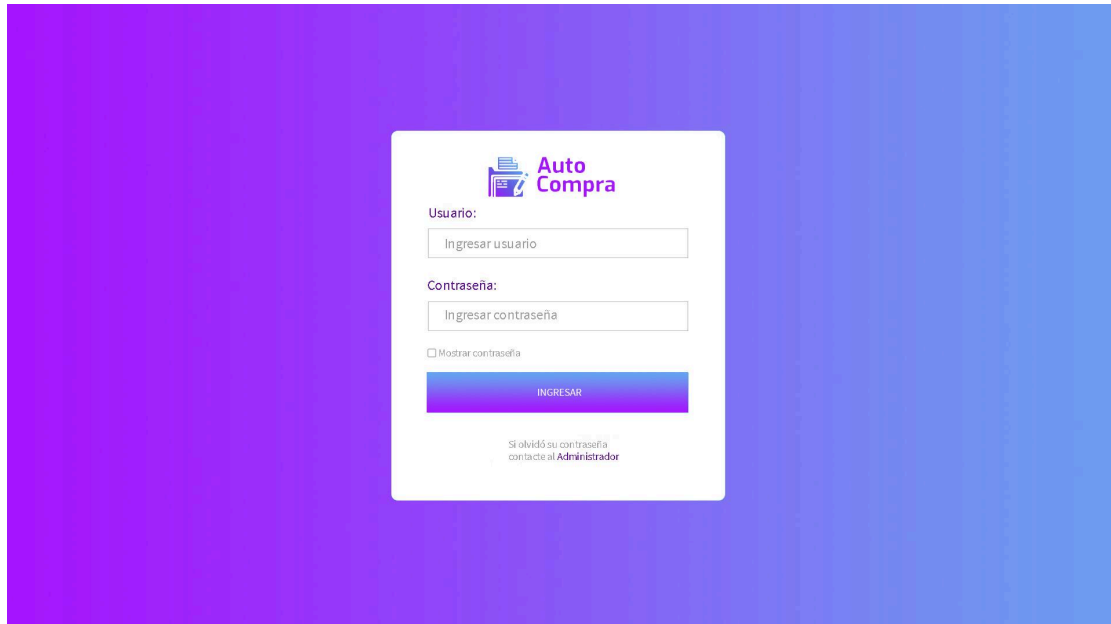 Auto
Compra
Usuario:
Ingresar usuario
Contraseña:
Ingresar contraseña
Mostrar contraseña
INGRESAR
Si olvidó su contraseña
contacte al Administrador